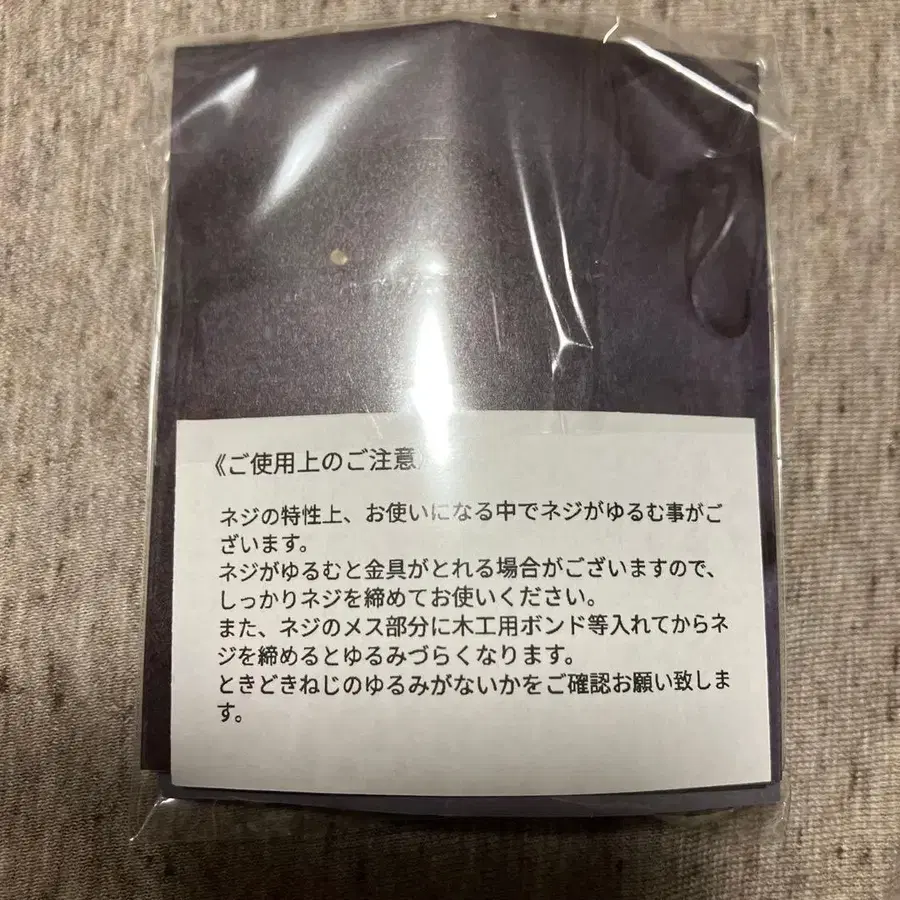 《ご使用上のご注意》
ネジの特性上、お使いになる中でネジがゆるむ事がご
ざいます。
ネジがゆるむと金具がとれる場合がございますので、
しっかりネジを締めてお使いください。
また、ネジのメス部分に木工用ボンド等入れてからネ
ジを締めるとゆるみづらくなります。
ときどきねじのゆるみがないかをご確認お願い致しま
す。